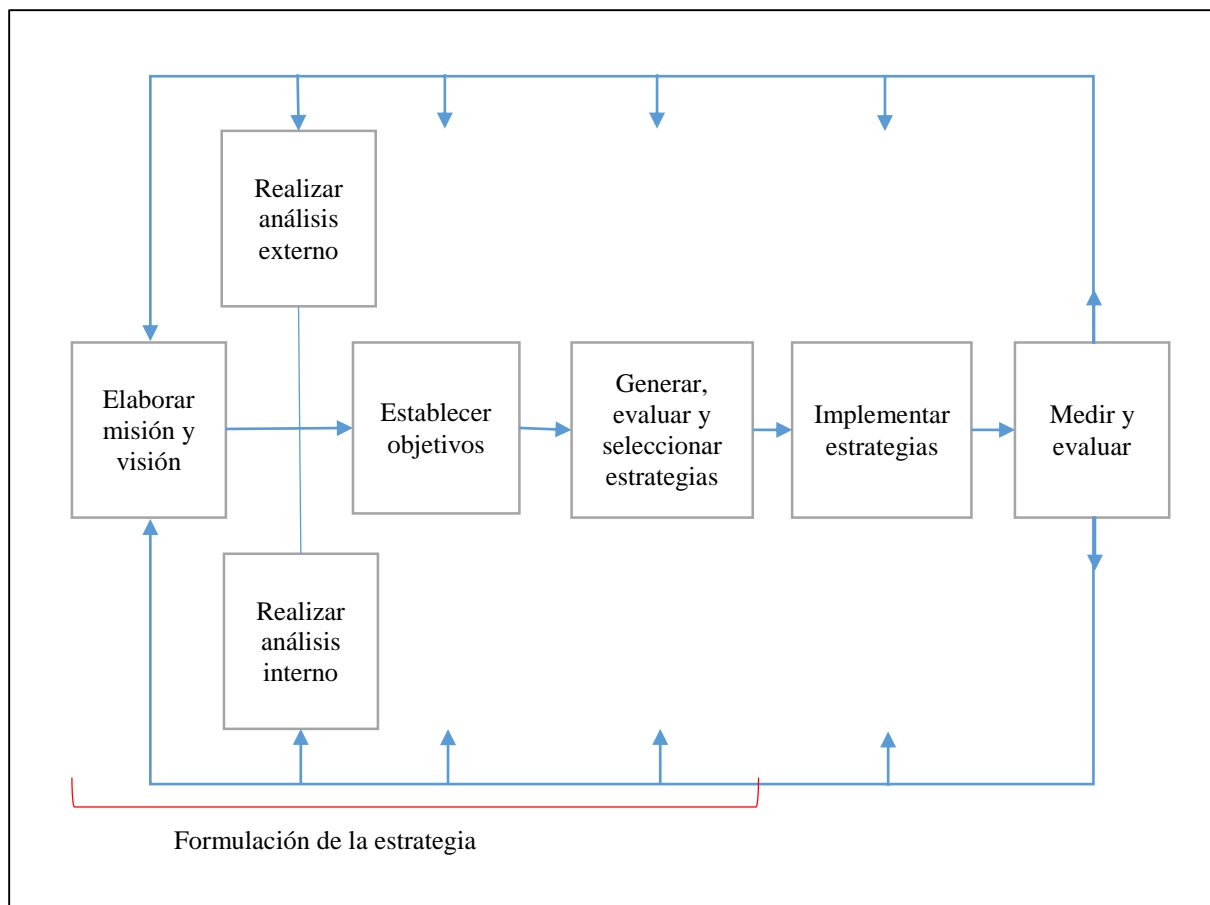 Realizar
análisis
externo
Elaborar
misión y
visión
Establecer
objetivos
Generar,
evaluar y
seleccionar
estrategias
Implementar
estrategias
Medir y
evaluar
Realizar
análisis
interno
Formulación de la estrategia